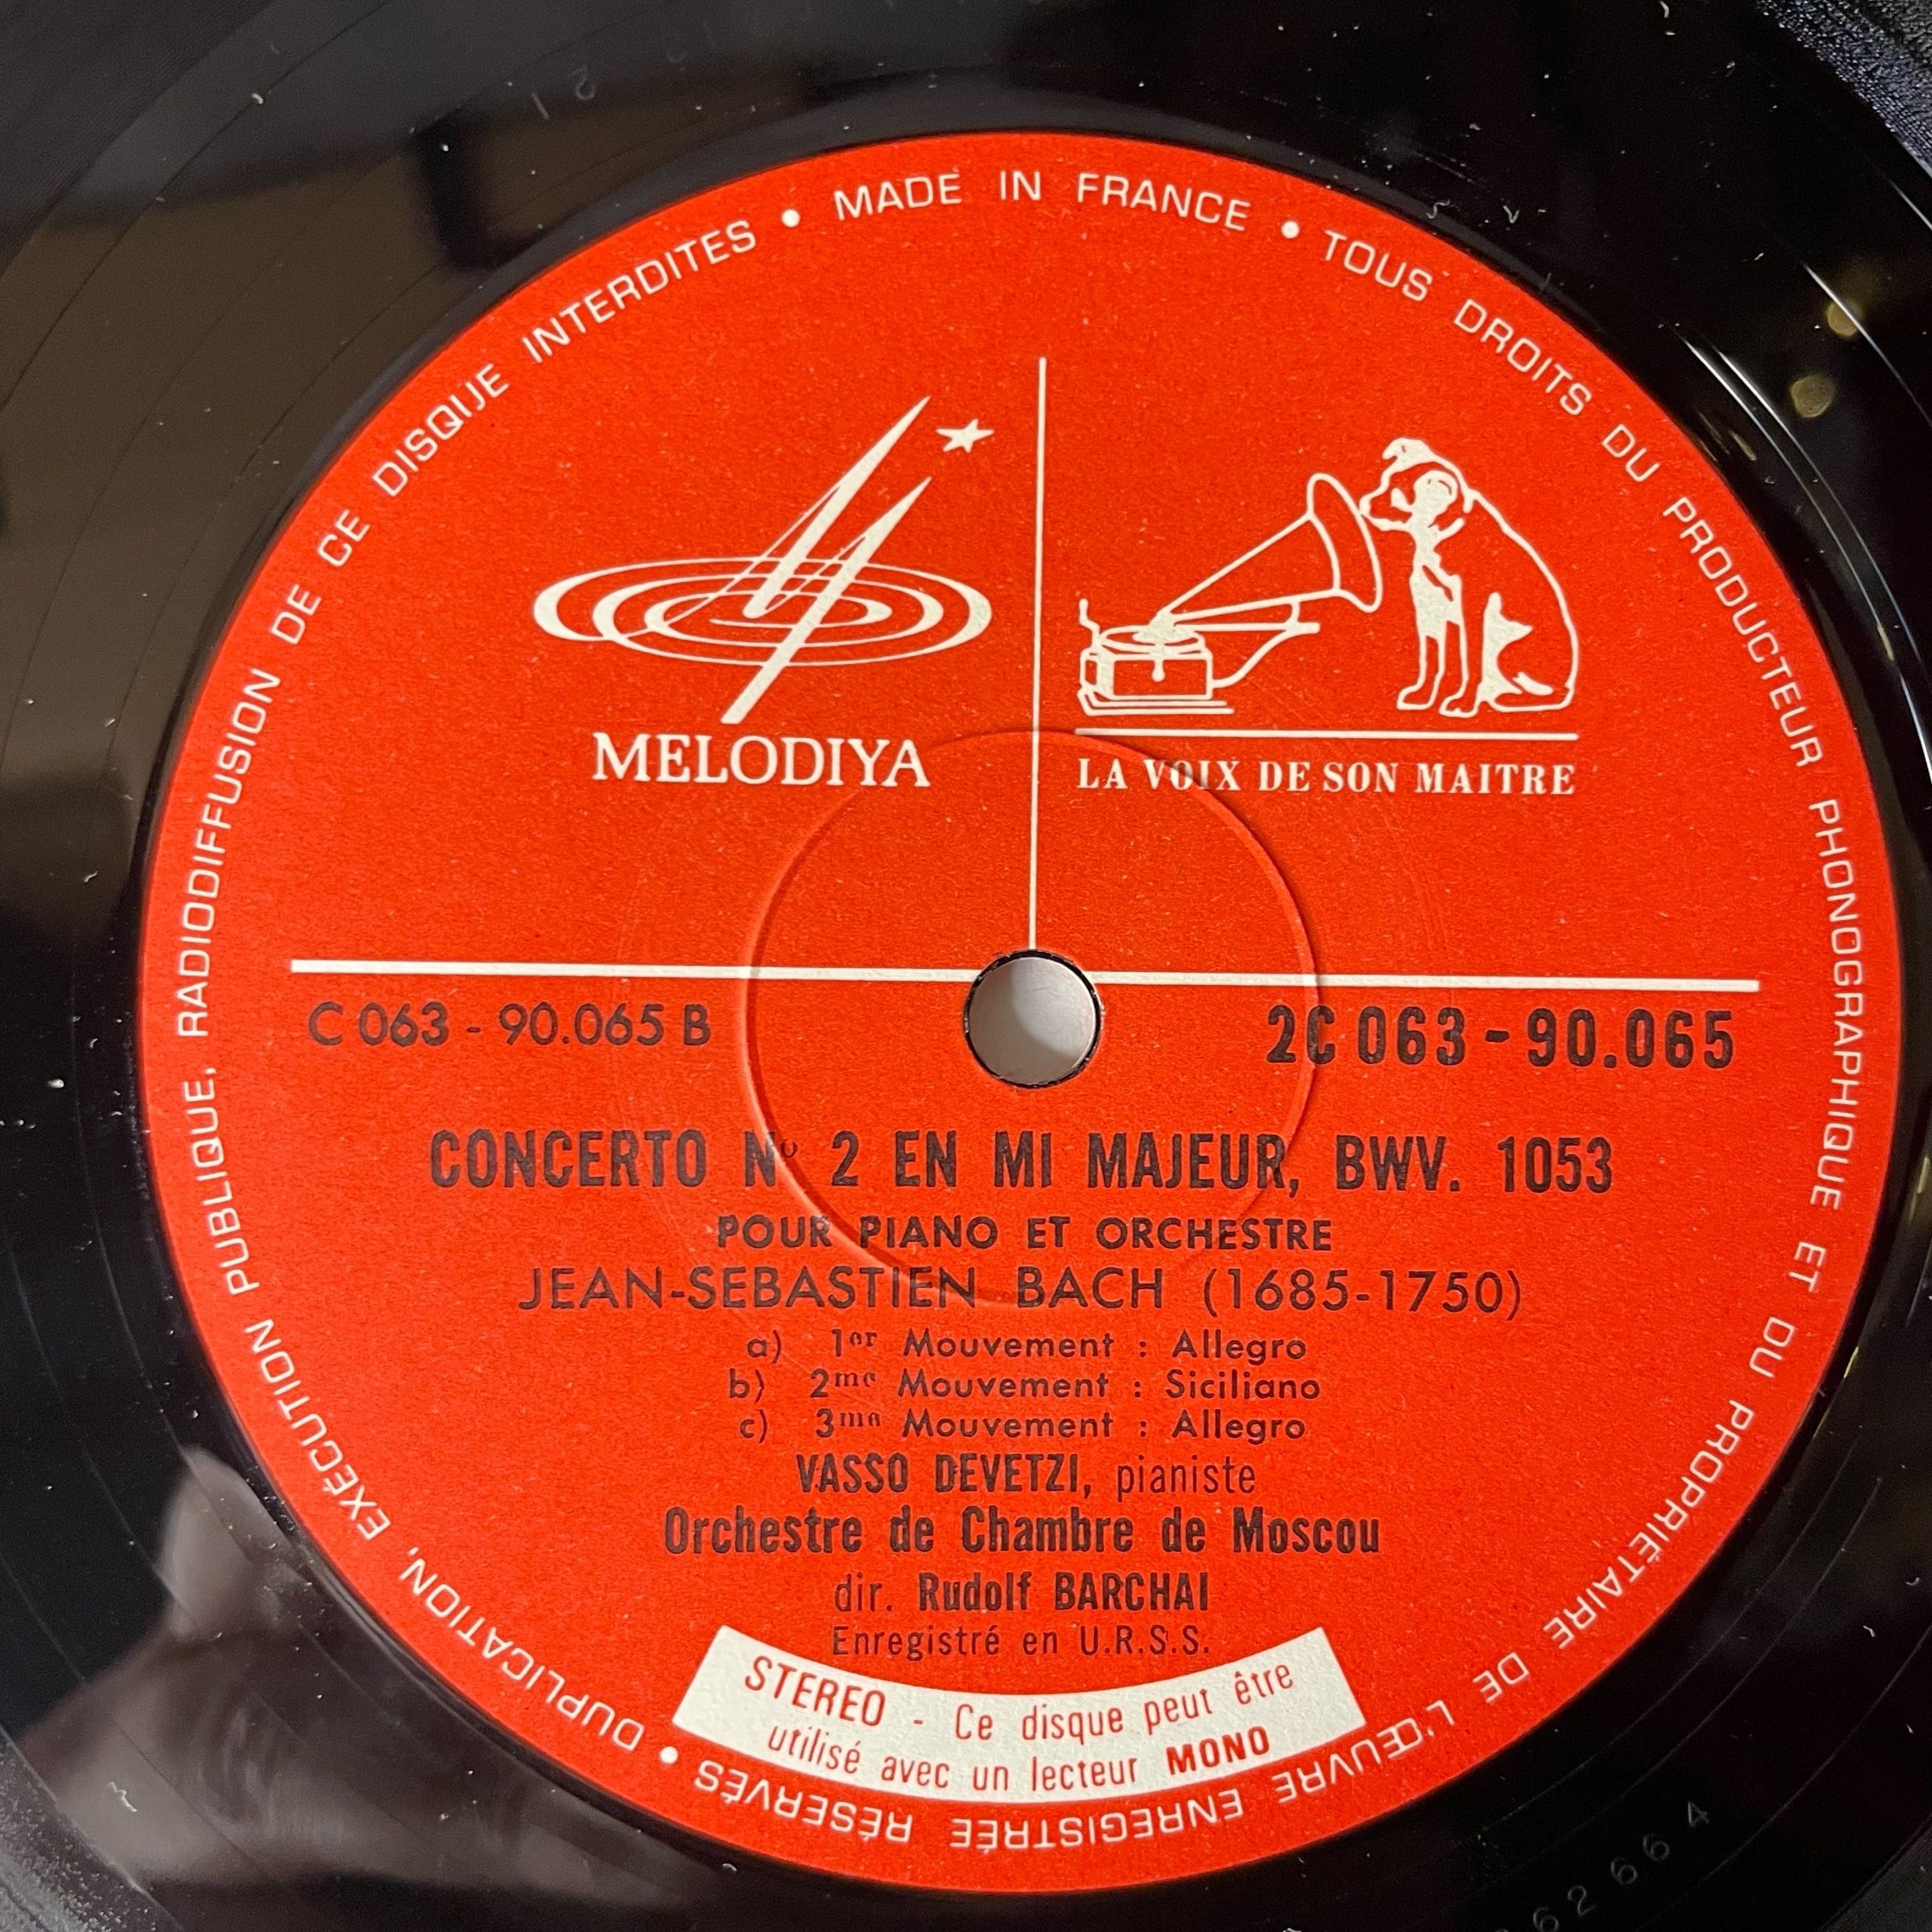 MADE IN FRANCE • TOUS DROITS DU PRODUCTEUR PHONOGRAPHIQUE ET DU PROPRIÉTAIRE DE L'ŒUVRE ENREGISTRÉE RÉSERVÉS • DUPLICATION, EXÉCUTION PUBLIQUE, RADIODIFFUSION DE CE DISQUE INTERDITES •
MELODIYA
LA VOIX DE SON MAITRE
C 063 - 90.065 B
2C 063 - 90.065
CONCERTO Nº 2 EN MI MAJEUR, BWV. 1053
POUR PIANO ET ORCHESTRE
JEAN-SEBASTIEN BACH (1685-1750)
a) 1er Mouvement : Allegro
b) 2me Mouvement : Siciliano
c) 3me Mouvement : Allegro
VASSO DEVETZI, pianiste
Orchestre de Chambre de Moscou
dir. Rudolf BARCHAI
Enregistré en U.R.S.S.
STEREO - Ce disque peut être
utilisé avec un lecteur MONO